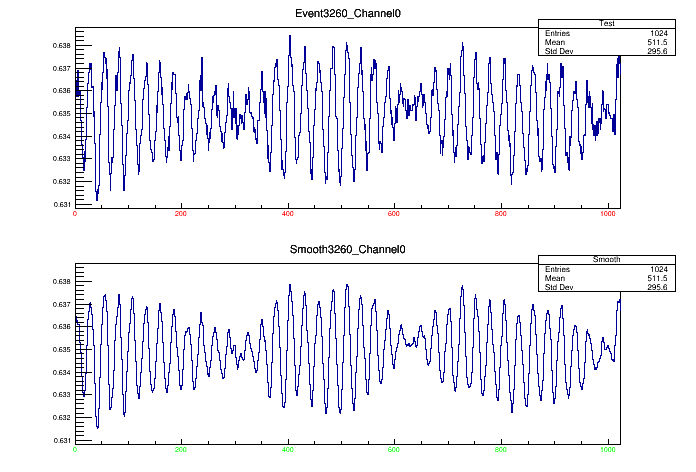 Event3260_Channel0
Test
Entries 1024
Mean 511.5
Std Dev 295.6
0.638
0.637
0.636
0.635
0.634
0.633
0.632
0.631
0 200 400 600 800 1000
Smooth3260_Channel0
Smooth
Entries 1024
Mean 511.5
Std Dev 295.6
0.638
0.637
0.636
0.635
0.634
0.633
0.632
0.631
0 200 400 600 800 1000